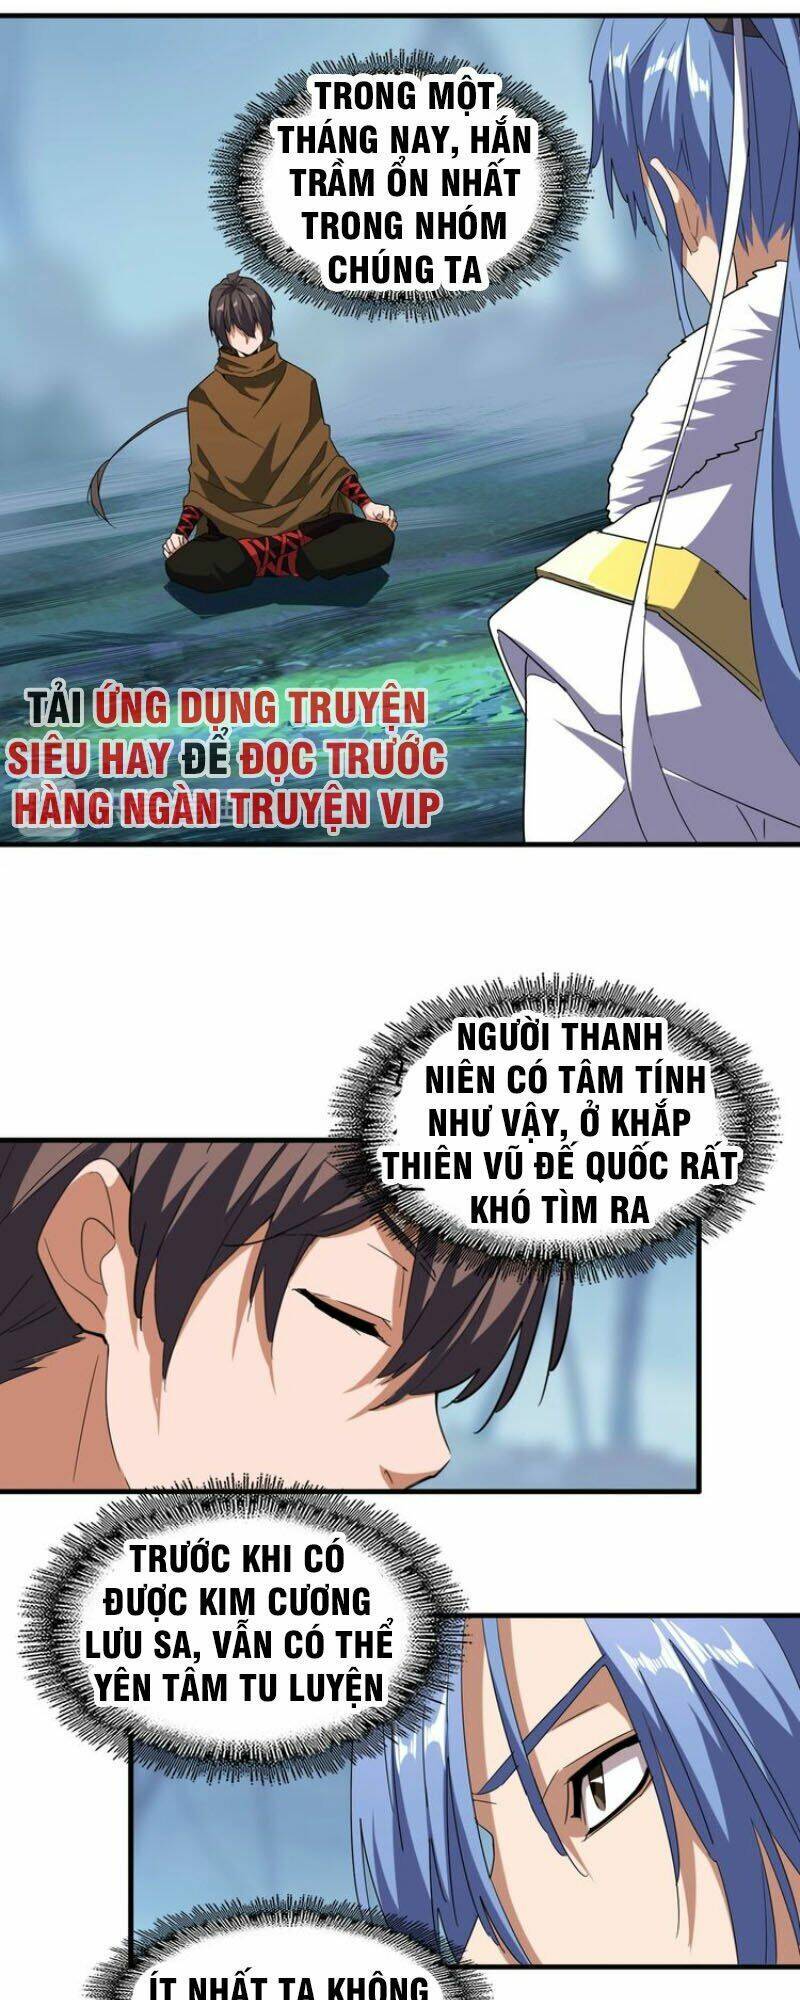 TRONG MỘT
THÁNG NAY, HẮN
TRẦM ỔN NHẤT
TRONG NHÓM
CHÚNG TA
TẢI ỨNG DỤNG TRUYỆN
SIÊU HAY ĐỂ ĐỌC TRƯỚC
HÀNG NGÀN TRUYỆN VIP
NGƯỜI THANH
NIÊN CÓ TÂM TÍNH
NHƯ VẬY, Ở KHẮP
THIÊN VŨ ĐẾ QUỐC RẤT
KHÓ TÌM RA
TRƯỚC KHI CÓ
ĐƯỢC KIM CƯƠNG
LƯU SA, VẪN CÓ THỂ
YÊN TÂM TU LUYỆN
ÍT NHẤT TA KHÔNG